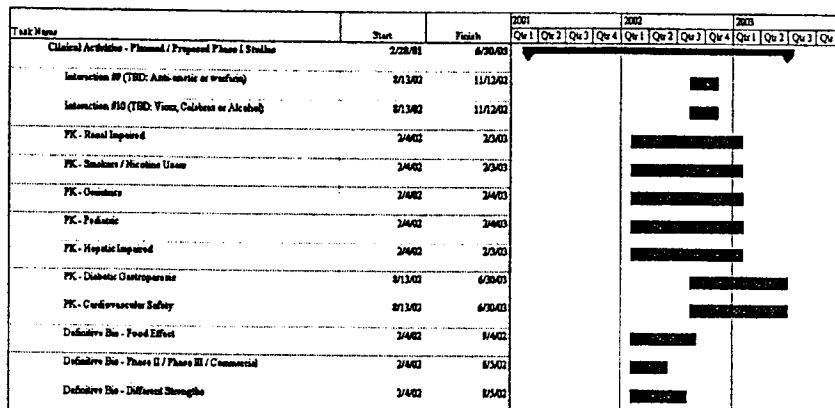 2001 2002 2003
Task Name Start Finish Qtr 1 Qtr 2 Qtr 3 Qtr 4 Qtr 1 Qtr 2 Qtr 3 Qtr 4 Qtr 1 Qtr 2 Qtr 3 Qtr
Clinical Activities - Planned / Proposed Phase I Studies 2/28/01 6/30/03
Interaction #9 (TBD: Anti-emetic or warfarin) 8/13/02 11/12/02
Interaction #10 (TBD: Vioxx, Celebrex or Alcohol) 8/13/02 11/12/02
PK - Renal Impaired 2/4/02 2/3/03
PK - Smokers / Nicotine Users 2/4/02 2/3/03
PK - Geriatrics 2/4/02 2/4/03
PK - Pediatric 2/4/02 2/4/03
PK - Hepatic Impaired 2/4/02 2/3/03
PK - Diabetic Gastroparesis 8/13/02 6/30/03
PK - Cardiovascular Safety 8/13/02 6/30/03
Definitive Bio - Food Effect 2/4/02 9/4/02
Definitive Bio - Phase II / Phase III / Commercial 2/4/02
Definitive Bio - Different Strengths 2/4/02 8/5/02